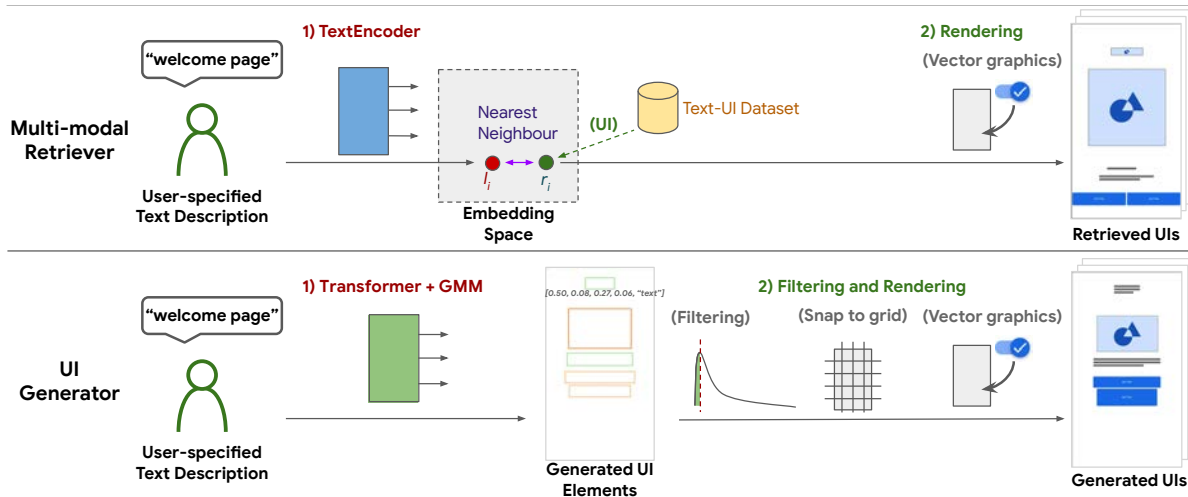 “welcome page”
Multi-modal
Retriever
User-specified
Text Description
1) TextEncoder
Nearest
Neighbour
l_i
r_i
Embedding
Space
(UI)
Text-UI Dataset
2) Rendering
(Vector graphics)
Retrieved UIs
“welcome page”
UI
Generator
User-specified
Text Description
1) Transformer + GMM
[0.50, 0.08, 0.27, 0.06, “text”]
Generated UI
Elements
2) Filtering and Rendering
(Filtering)
(Snap to grid)
(Vector graphics)
Generated UIs